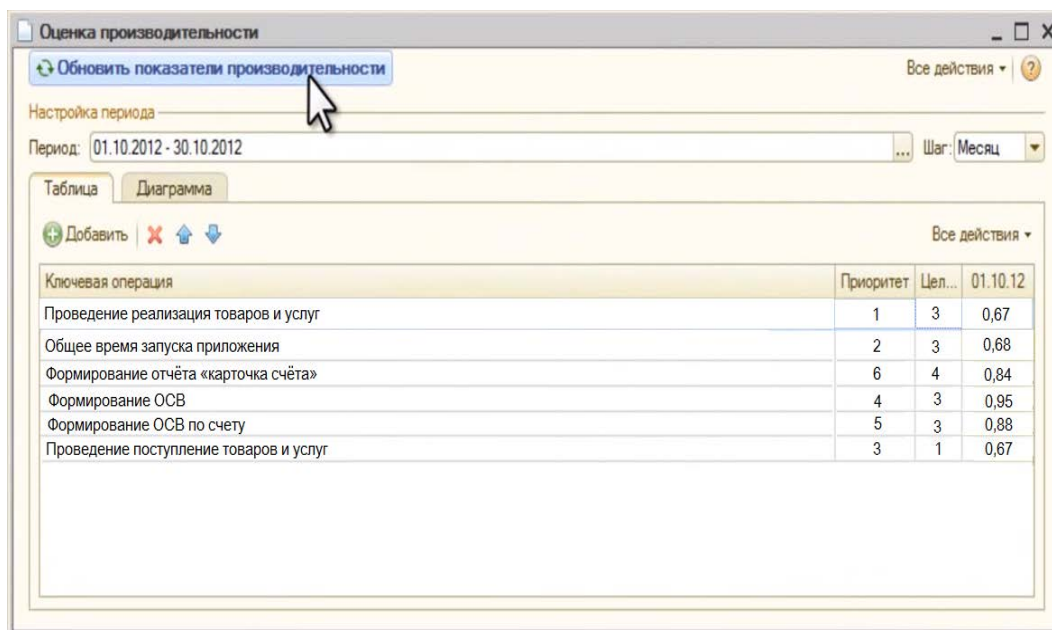 Оценка производительности
Обновить показатели производительности Все действия
Настройка периода
Период: 01.10.2012 - 30.10.2012 ... Шаг: Месяц
Таблица Диаграмма
Добавить Все действия
Ключевая операция Приоритет Цел... 01.10.12
Проведение реализация товаров и услуг 1 3 0,67
Общее время запуска приложения 2 3 0,68
Формирование отчёта «карточка счёта» 6 4 0,84
Формирование ОСВ 4 3 0,95
Формирование ОСВ по счету 5 3 0,88
Проведение поступление товаров и услуг 3 1 0,67